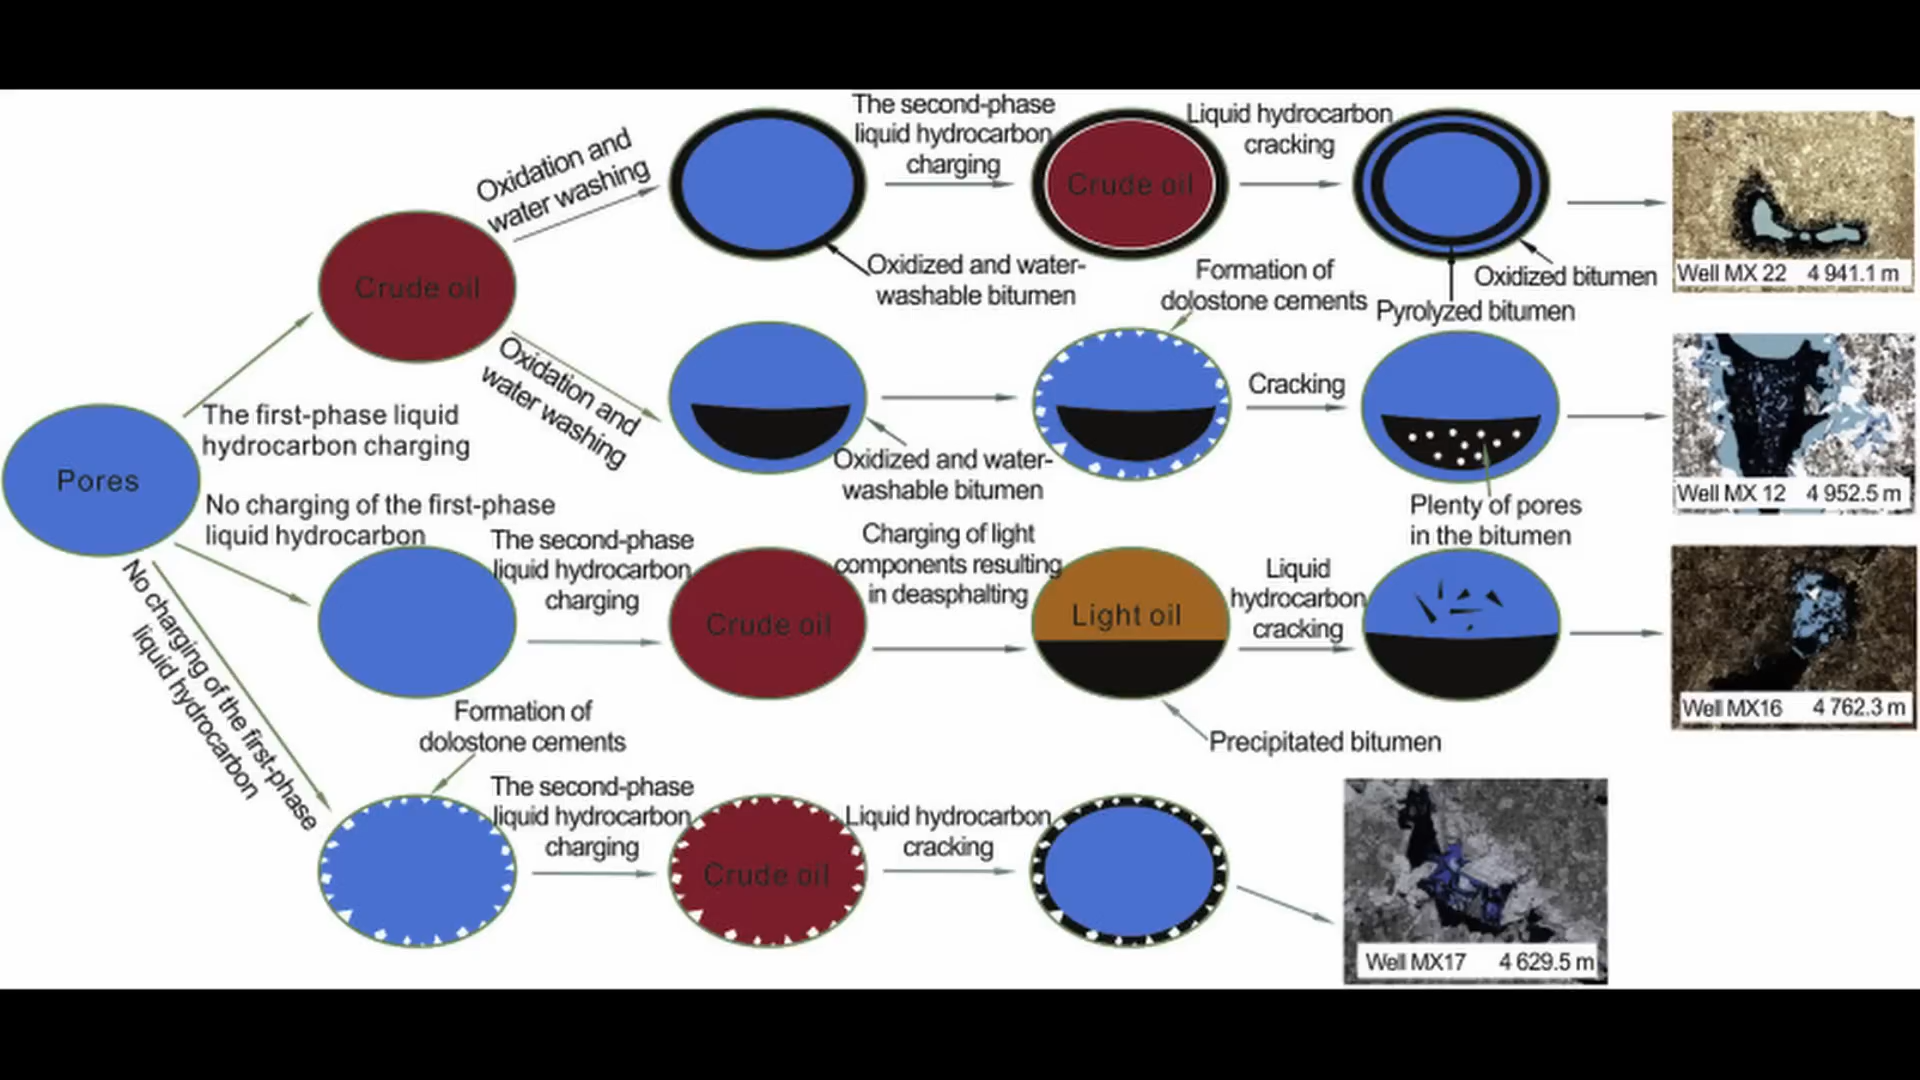 Pores
The first-phase liquid
hydrocarbon charging
Crude oil
Oxidation and
water washing
Oxidized and water-
washable bitumen
The second-phase
liquid hydrocarbon
charging
Crude oil
Liquid hydrocarbon
cracking
Pyrolyzed bitumen
Oxidized bitumen
Well MX 22 4 941.1 m
Oxidation and
water washing
Oxidized and water-
washable bitumen
Formation of
dolostone cements
Cracking
Plenty of pores
in the bitumen
Well MX 12 4 952.5 m
No charging of the first-phase
liquid hydrocarbon
The second-phase
liquid hydrocarbon
charging
Crude oil
Charging of light
components resulting
in deasphalting
Light oil
Precipitated bitumen
Liquid
hydrocarbon
cracking
Well MX16 4 762.3 m
No charging of the first-phase
liquid hydrocarbon
Formation of
dolostone cements
The second-phase
liquid hydrocarbon
charging
Crude oil
Liquid hydrocarbon
cracking
Well MX17 4 629.5 m